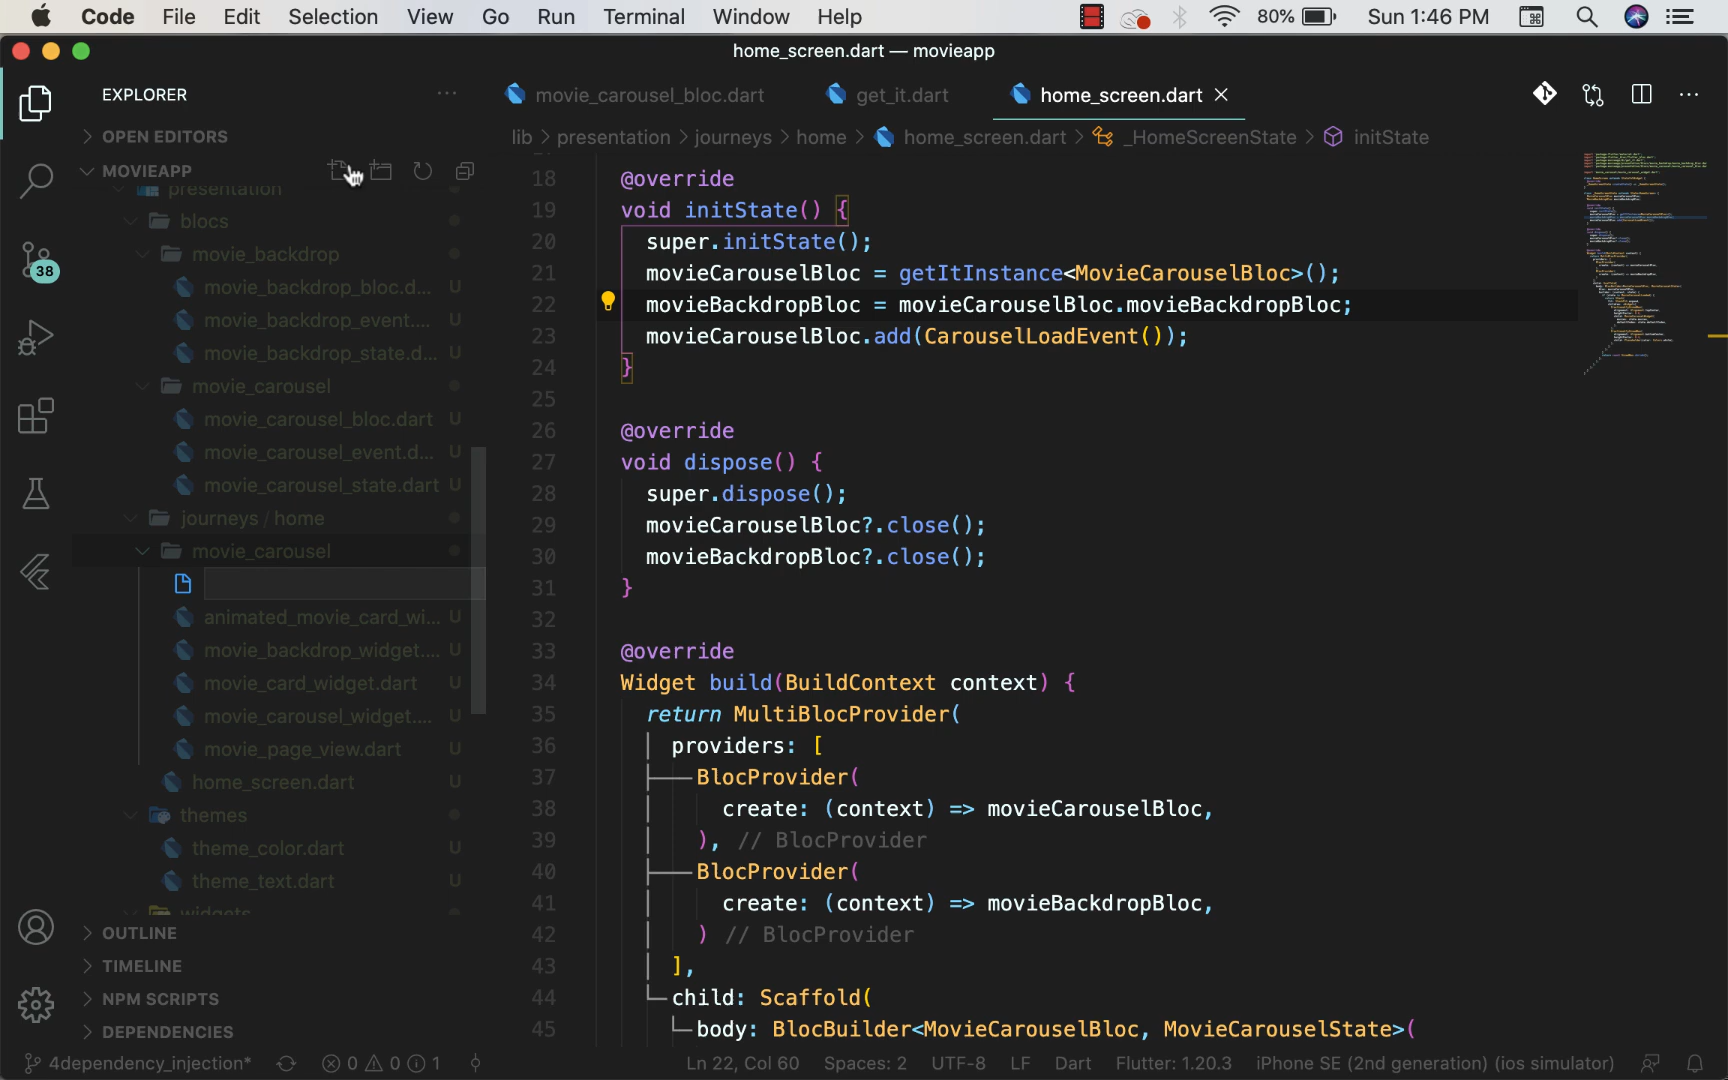 Code File Edit Selection View Go Run Terminal Window Help 80% Sun 1:46 PM
home_screen.dart — movieapp
EXPLORER
OPEN EDITORS
MOVIEAPP
presentation
blocs
movie_backdrop
movie_backdrop_bloc.d... U
movie_backdrop_event.... U
movie_backdrop_state.d... U
movie_carousel
movie_carousel_bloc.dart U
movie_carousel_event.d... U
movie_carousel_state.dart U
journeys / home
movie_carousel
animated_movie_card_wi... U
movie_backdrop_widget.... U
movie_card_widget.dart U
movie_carousel_widget.... U
movie_page_view.dart U
home_screen.dart U
themes
theme_color.dart U
theme_text.dart U
widgets
OUTLINE
TIMELINE
NPM SCRIPTS
DEPENDENCIES
38
movie_carousel_bloc.dart get_it.dart home_screen.dart
lib > presentation > journeys > home > home_screen.dart > _HomeScreenState > initState
18 @override
19 void initState() {
20 super.initState();
21 movieCarouselBloc = getItInstance<MovieCarouselBloc>();
22 movieBackdropBloc = movieCarouselBloc.movieBackdropBloc;
23 movieCarouselBloc.add(CarouselLoadEvent());
24 }
25
26 @override
27 void dispose() {
28 super.dispose();
29 movieCarouselBloc?.close();
30 movieBackdropBloc?.close();
31 }
32
33 @override
34 Widget build(BuildContext context) {
35 return MultiBlocProvider(
36 providers: [
37 BlocProvider(
38 create: (context) => movieCarouselBloc,
39 ), // BlocProvider
40 BlocProvider(
41 create: (context) => movieBackdropBloc,
42 ) // BlocProvider
43 ],
44 child: Scaffold(
45 body: BlocBuilder<MovieCarouselBloc, MovieCarouselState>(
4dependency_injection* 0 0 1 Ln 22, Col 60 Spaces: 2 UTF-8 LF Dart Flutter: 1.20.3 iPhone SE (2nd generation) (ios simulator)